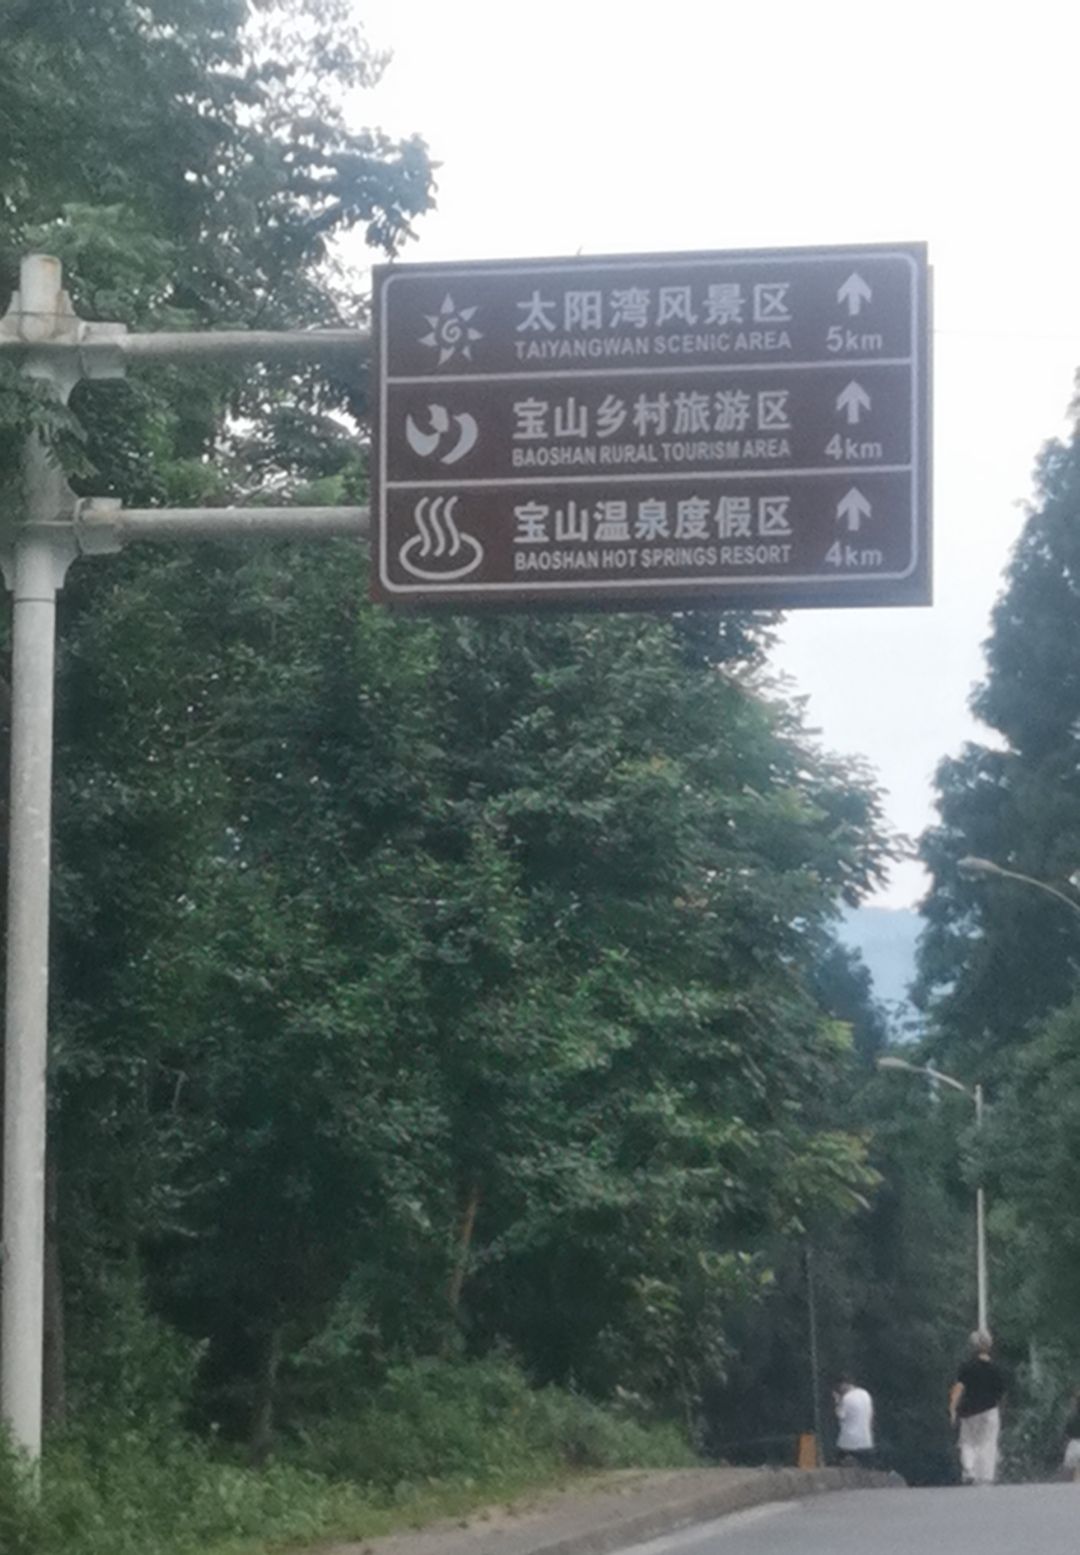 太阳湾风景区
TAIYANGWAN SCENIC AREA
5km
宝山乡村旅游区
BAOSHAN RURAL TOURISM AREA
4km
宝山温泉度假区
BAOSHAN HOT SPRINGS RESORT
4km